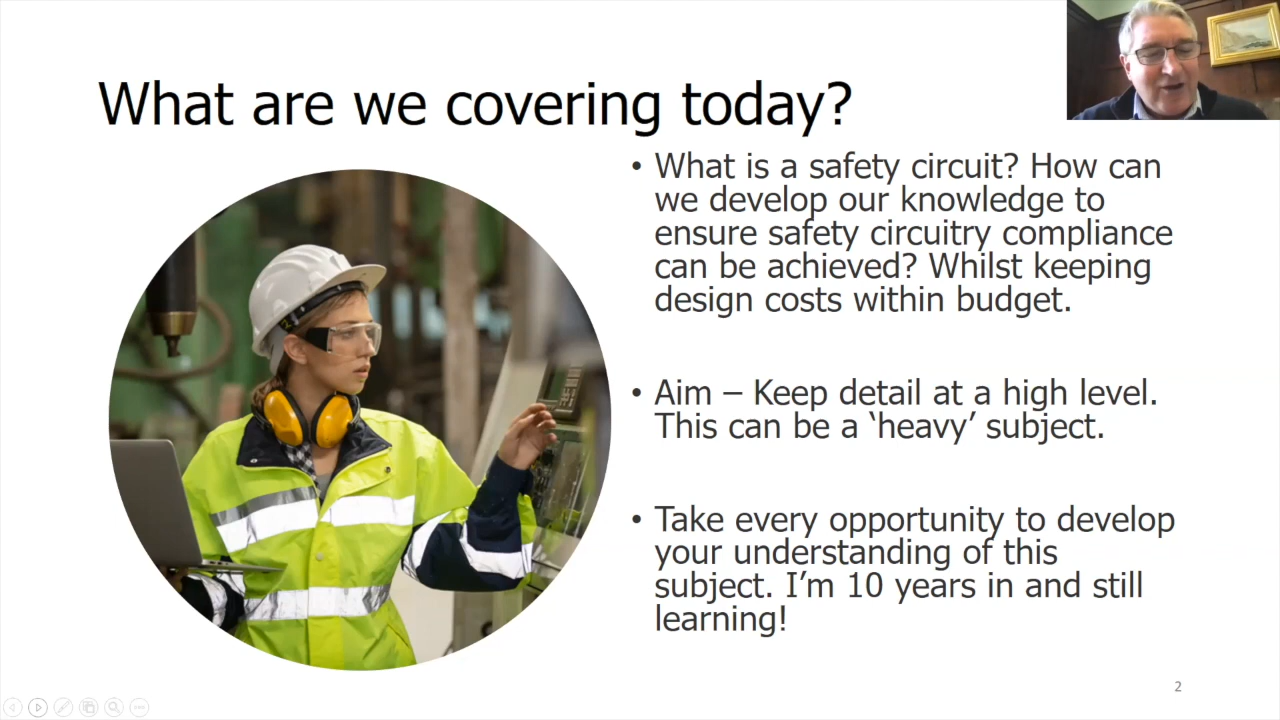 What are we covering today?
• What is a safety circuit? How can
we develop our knowledge to
ensure safety circuitry compliance
can be achieved? Whilst keeping
design costs within budget.
• Aim – Keep detail at a high level.
This can be a ‘heavy’ subject.
• Take every opportunity to develop
your understanding of this
subject. I’m 10 years in and still
learning!
2